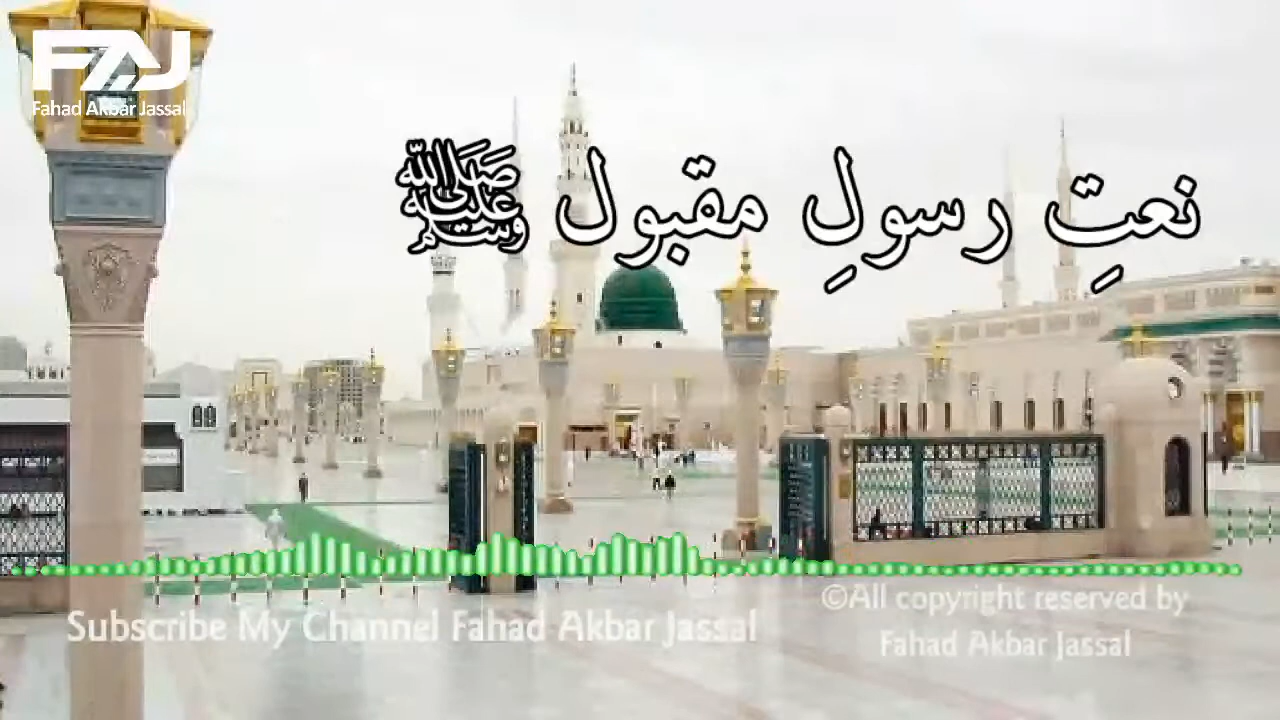 FAJ
Fahad Akbar Jassal
نعتِ رسولِ مقبول ﷺ
Subscribe My Channel Fahad Akbar Jassal
©All copyright reserved by
Fahad Akbar Jassal